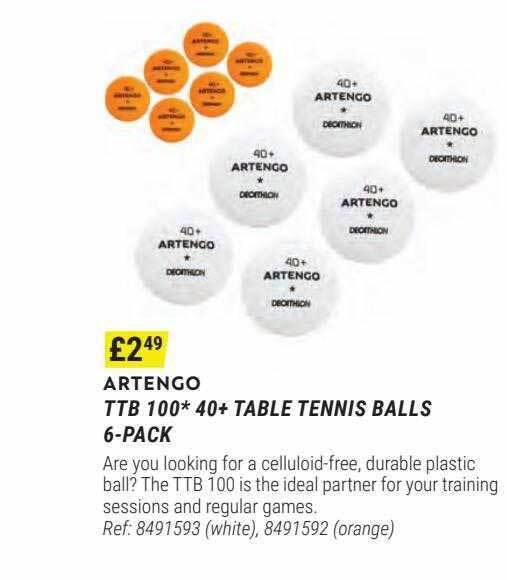 40+
ARTENGO
*
DECATHLON
40+
ARTENGO
*
DECATHLON
40+
ARTENGO
*
DECATHLON
40+
ARTENGO
*
DECATHLON
40+
ARTENGO
*
DECATHLON
40+
ARTENGO
*
DECATHLON
£2.49
ARTENGO
TTB 100* 40+ TABLE TENNIS BALLS
6-PACK
Are you looking for a celluloid-free, durable plastic
ball? The TTB 100 is the ideal partner for your training
sessions and regular games.
Ref: 8491593 (white), 8491592 (orange)